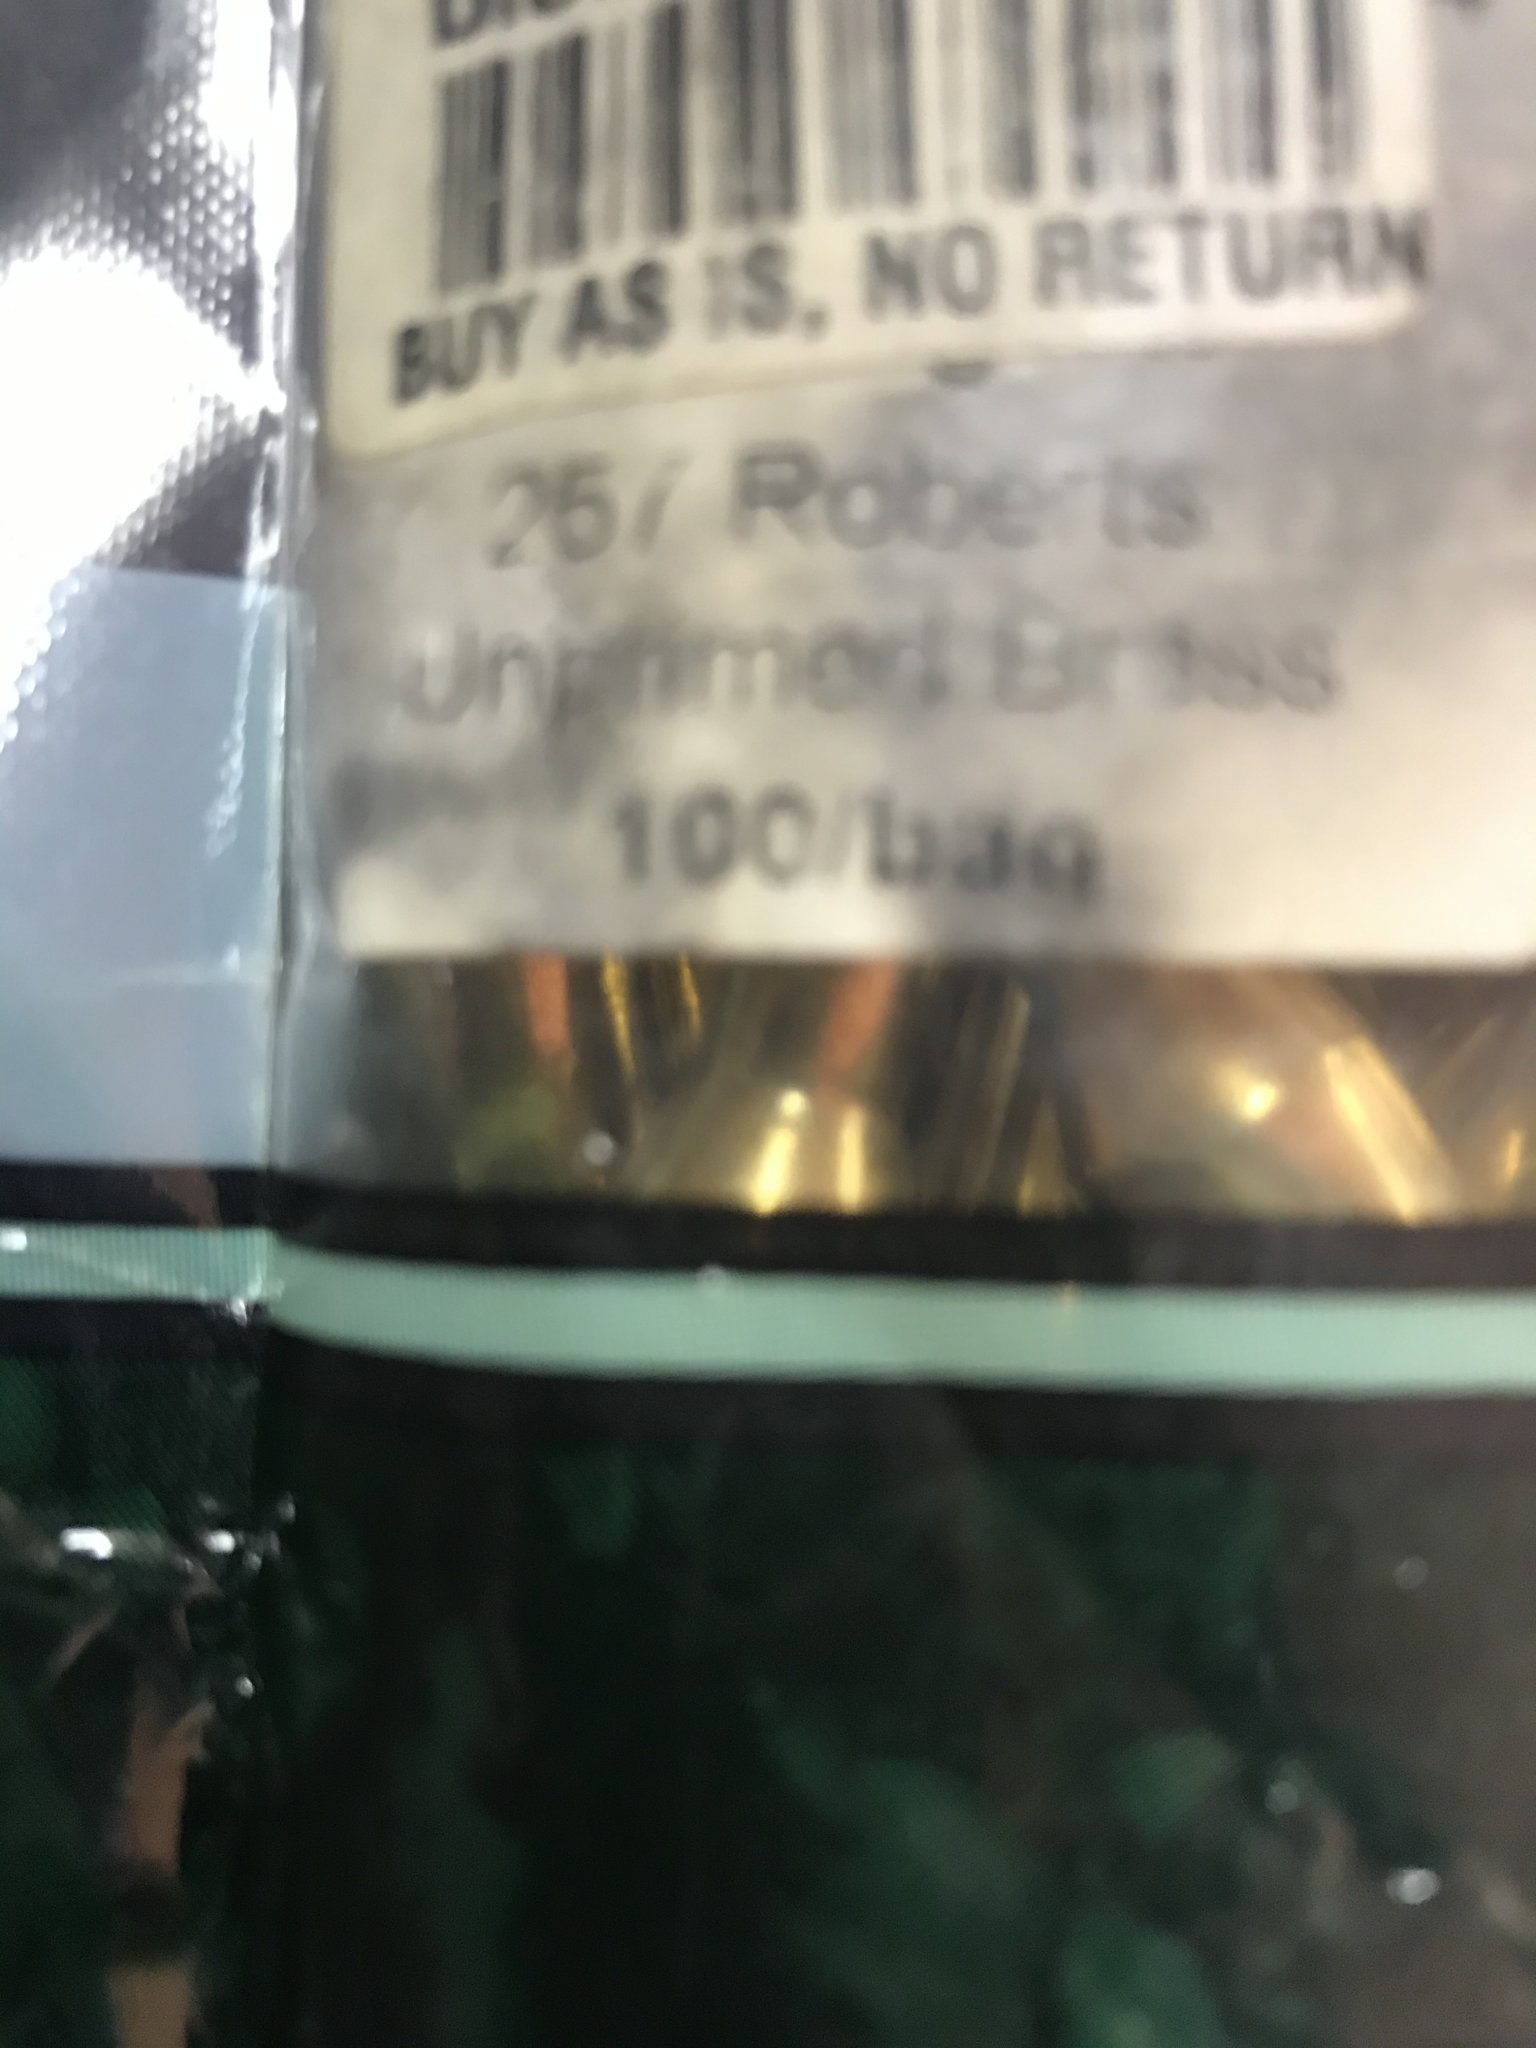 BUY AS IS, NO RETURN
257 Roberts
Unprimed Brass
100/bag